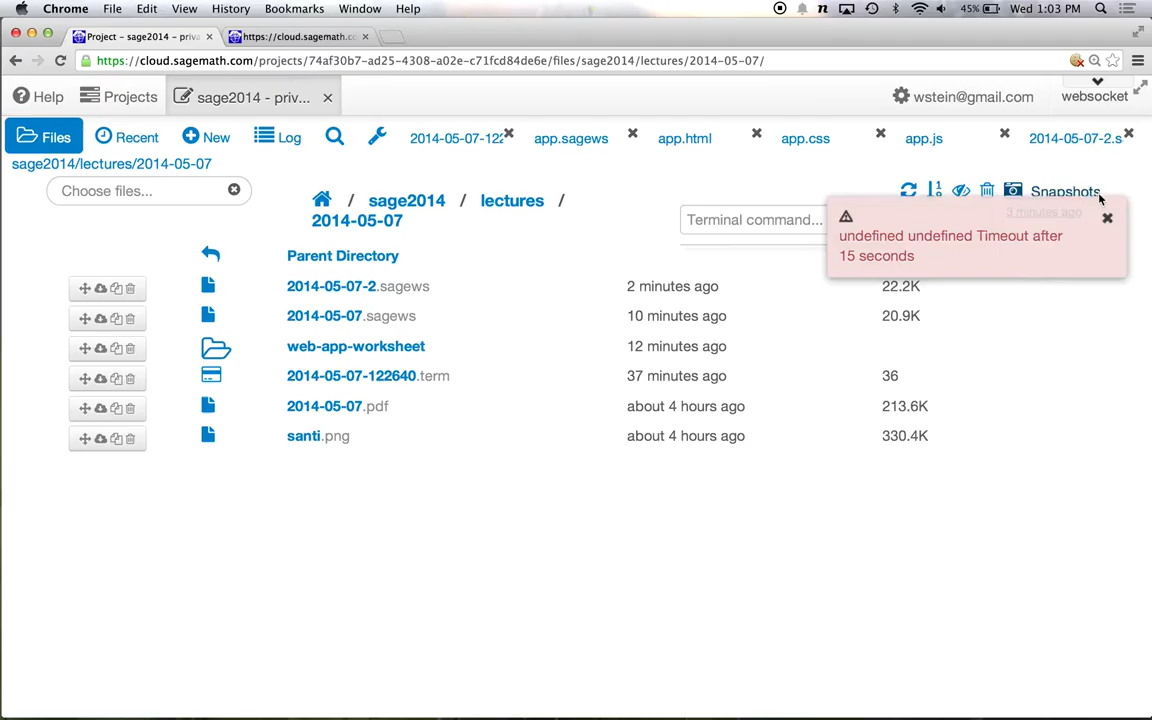 Chrome File Edit View History Bookmarks Window Help 45% Wed 1:03 PM
Project – sage2014 – priva × https://cloud.sagemath.co ×
https://cloud.sagemath.com/projects/74af30b7-ad25-4308-a02e-c71fcd84de6e/files/sage2014/lectures/2014-05-07/
Help Projects sage2014 - priv... × wstein@gmail.com websocket
Files Recent New Log 2014-05-07-122 app.sagews app.html app.css app.js 2014-05-07-2.s
sage2014/lectures/2014-05-07
Choose files... / sage2014 / lectures / Snapshots
2014-05-07 Terminal command... 3 minutes ago
undefined undefined Timeout after
15 seconds
Parent Directory
2014-05-07-2.sagews 2 minutes ago 22.2K
2014-05-07.sagews 10 minutes ago 20.9K
web-app-worksheet 12 minutes ago
2014-05-07-122640.term 37 minutes ago 36
2014-05-07.pdf about 4 hours ago 213.6K
santi.png about 4 hours ago 330.4K